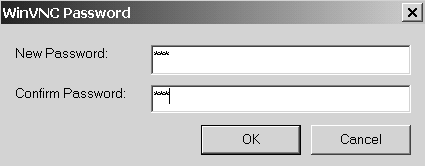 WinVNC Password
New Password: ***
Confirm Password: ***
OK Cancel